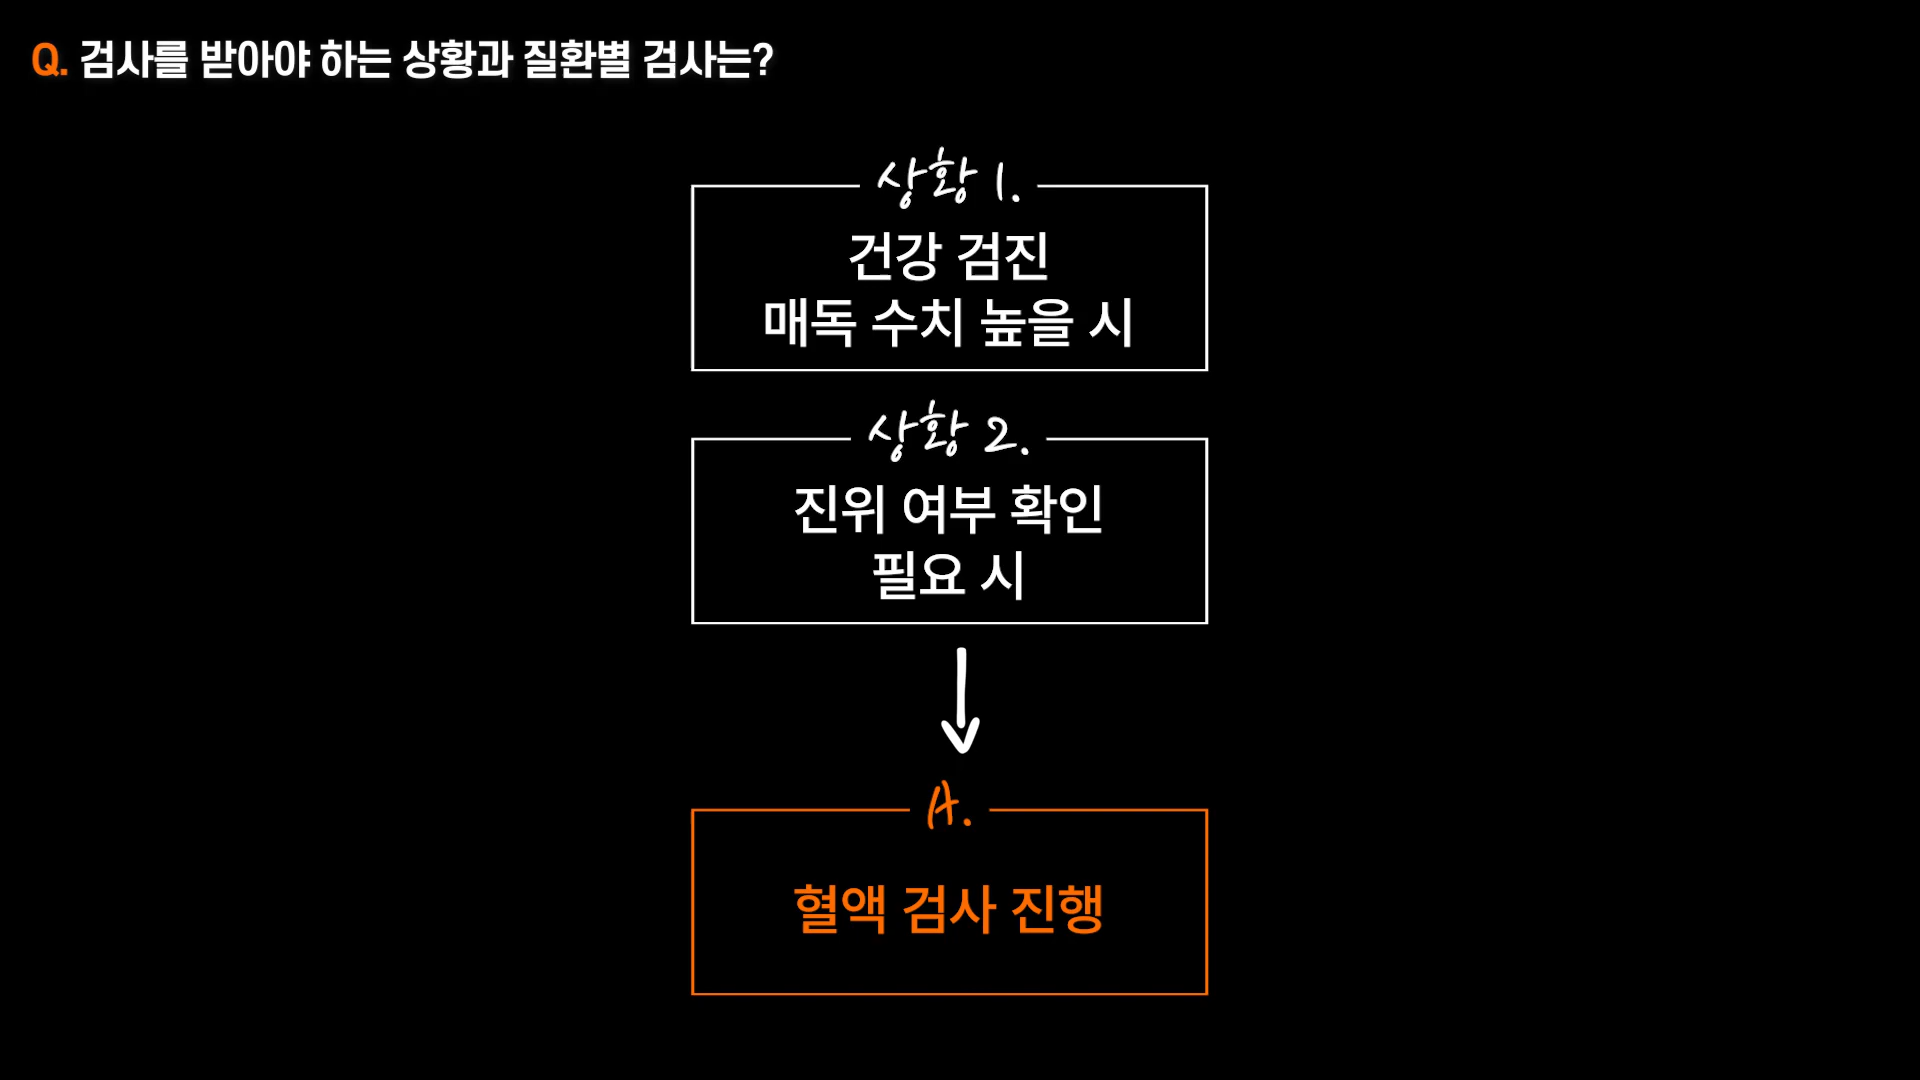 Q. 검사를 받아야 하는 상황과 질환별 검사는?
상황 1.
건강 검진
매독 수치 높을 시
상황 2.
진위 여부 확인
필요 시
A.
혈액 검사 진행